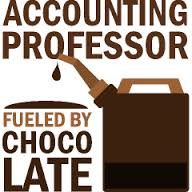 ACCOUNTING
PROFESSOR
FUELED BY
CHOCO
LATE